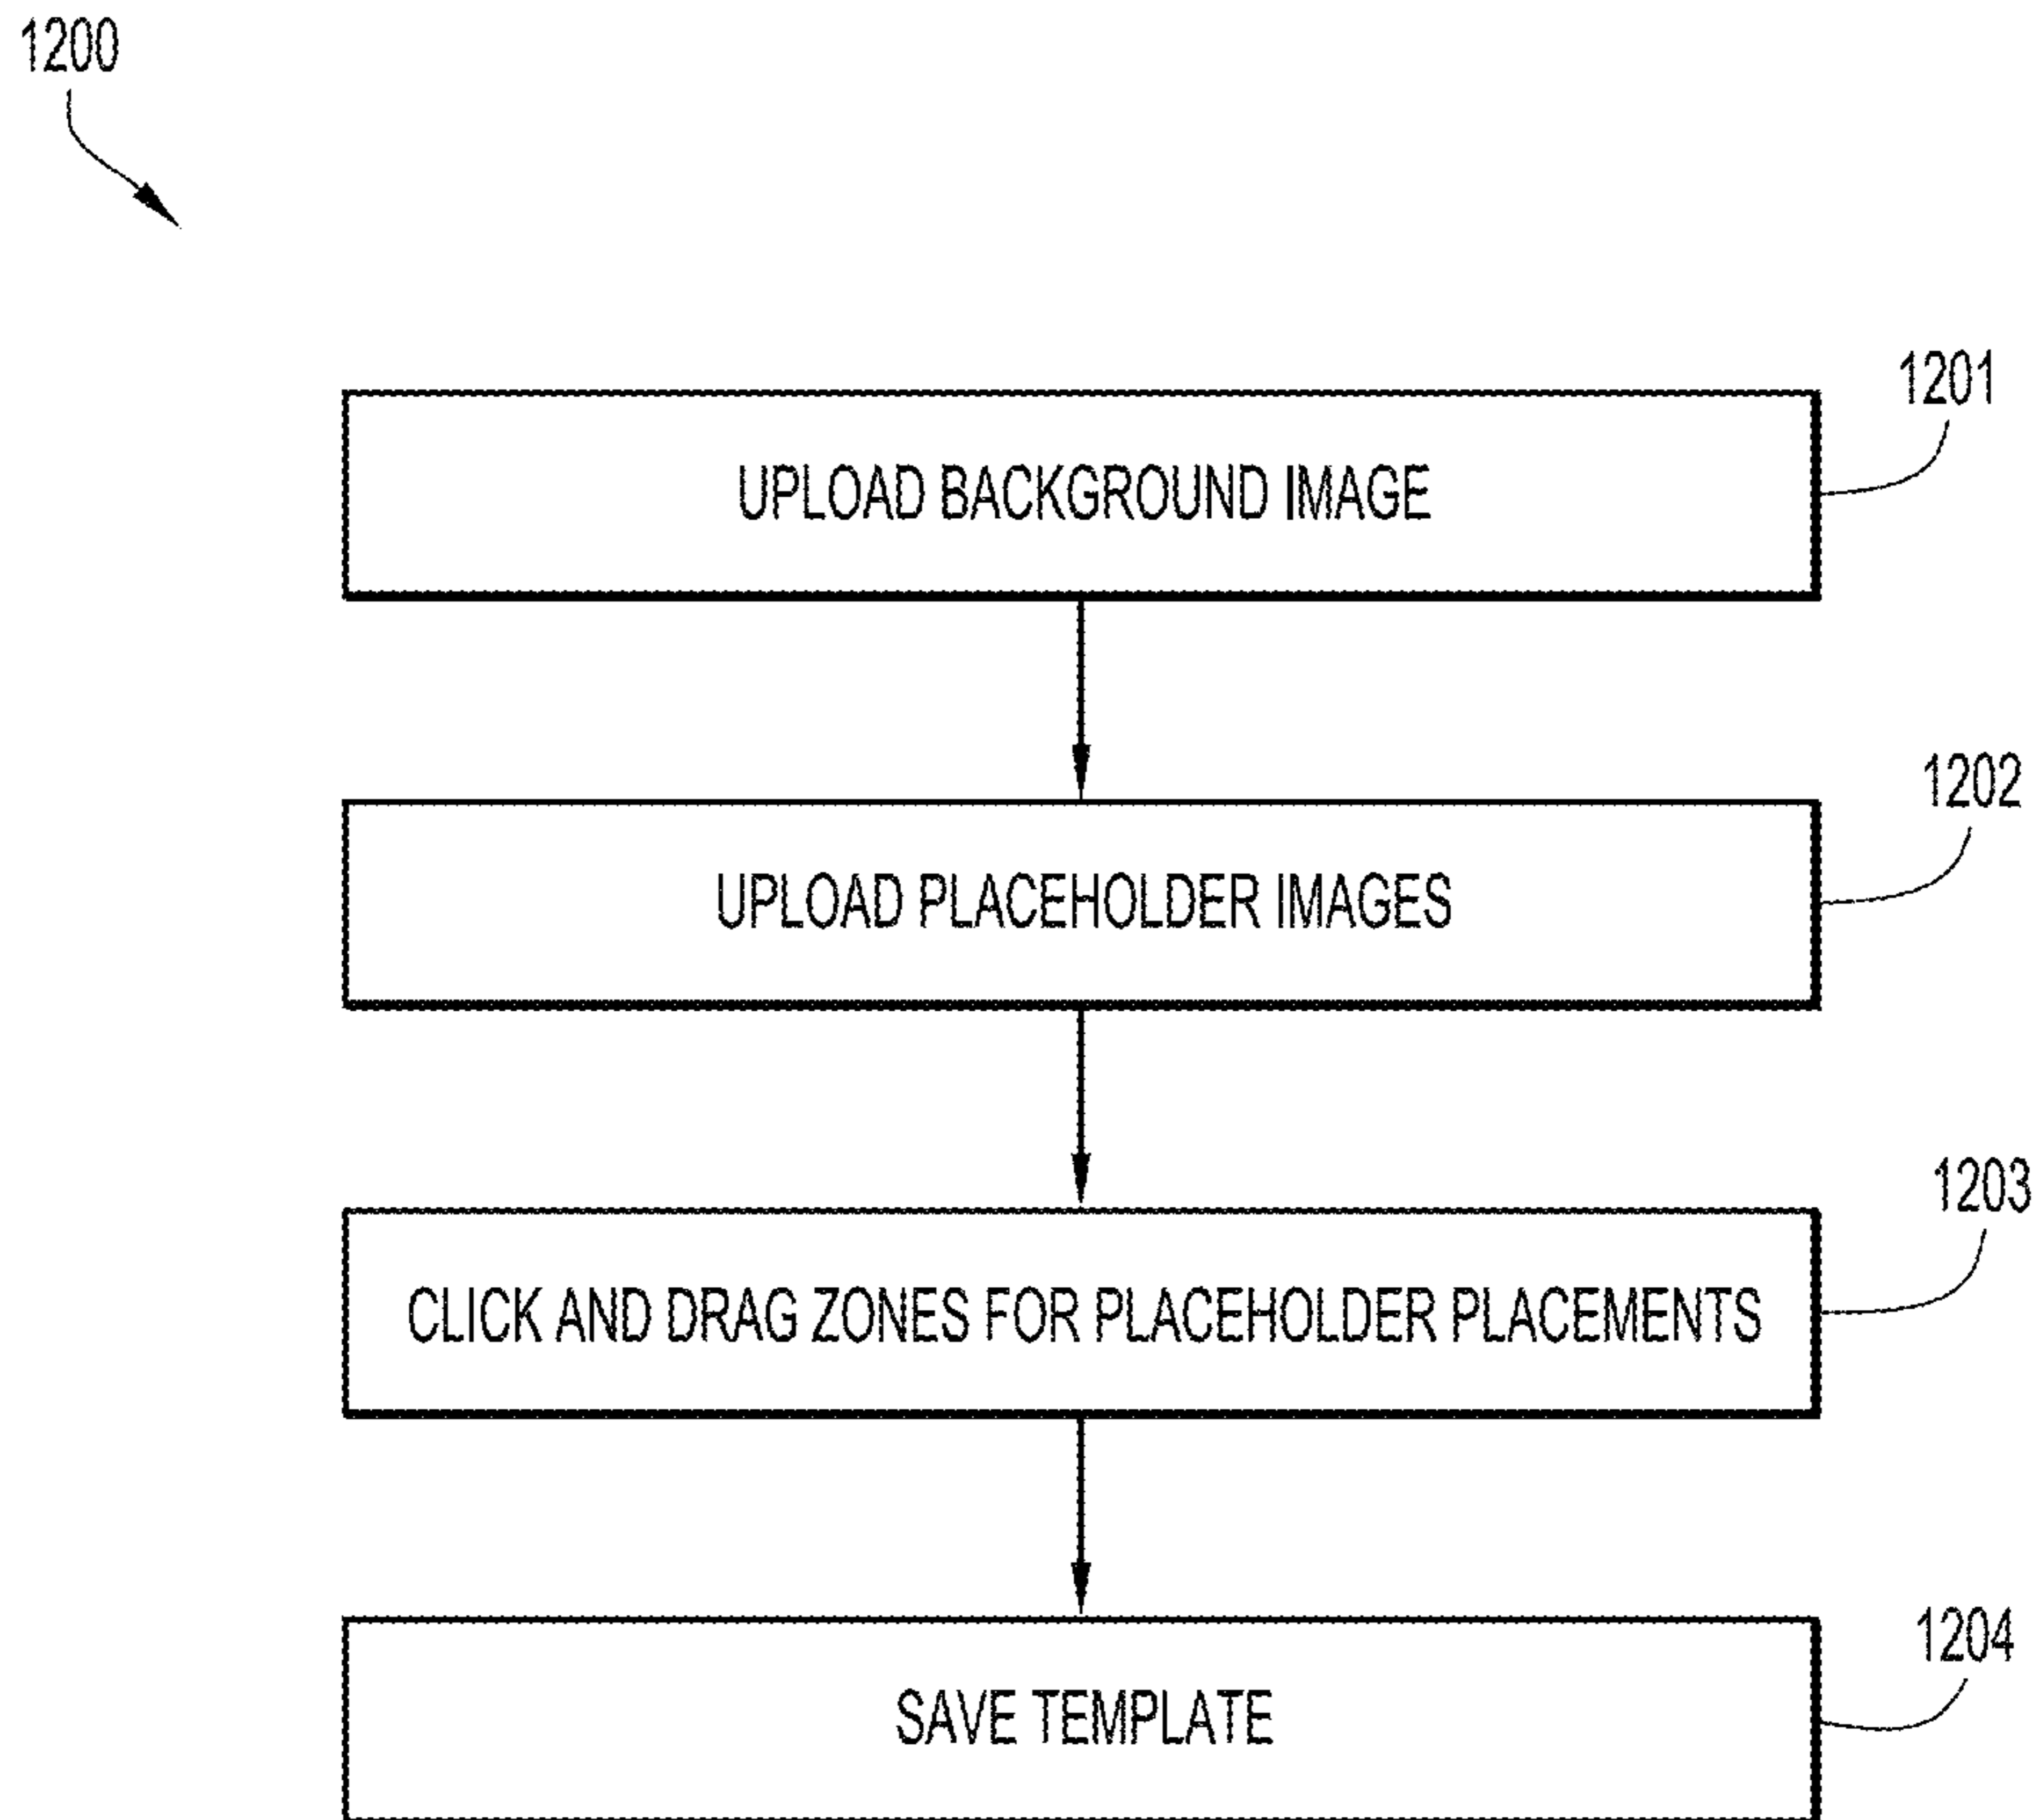 1200
1201
UPLOAD BACKGROUND IMAGE
1202
UPLOAD PLACEHOLDER IMAGES
1203
CLICK AND DRAG ZONES FOR PLACEHOLDER PLACEMENTS
1204
SAVE TEMPLATE